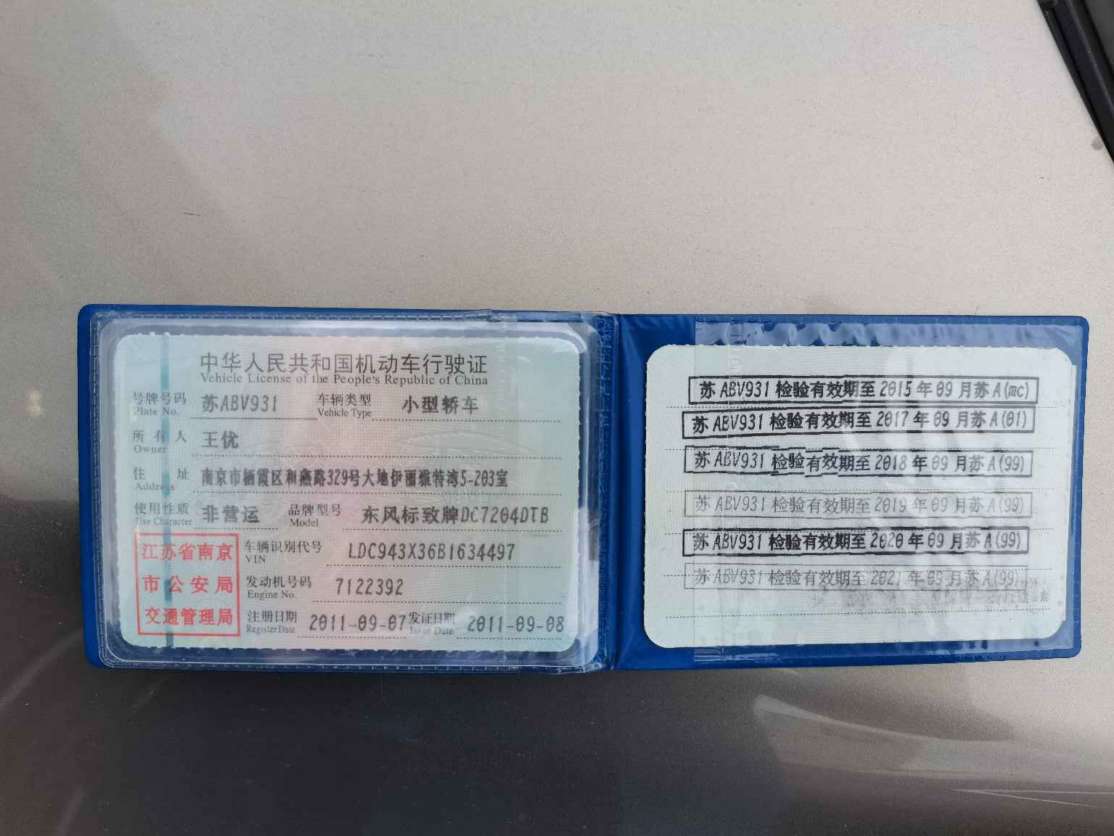 中华人民共和国机动车行驶证
Vehicle License of the People's Republic of China
号牌号码 苏ABV931 车辆类型 小型轿车
Plate No. Vehicle Type
所有人 王优
Owner
住址 南京市栖霞区和燕路329号大地伊丽雅特湾5-203室
Address
使用性质 非营运 品牌型号 东风标致牌DC7204DTB
Use Character Model
江苏省南京
市公安局
交通管理局
车辆识别代号 LDC943X36B1634497
VIN
发动机号码 7122392
Engine No.
注册日期 2011-09-07 发证日期 2011-09-08
Register Date Issue Date
苏ABV931 检验有效期至 2015年09月苏A(mc)
苏ABV931 检验有效期至 2017年09月苏A(01)
苏ABV931 检验有效期至 2018年09月苏A(99)
苏ABV931 检验有效期至 2019年09月苏A(99)
苏ABV931 检验有效期至 2020年09月苏A(99)
苏ABV931 检验有效期至 2021年09月苏A(99)